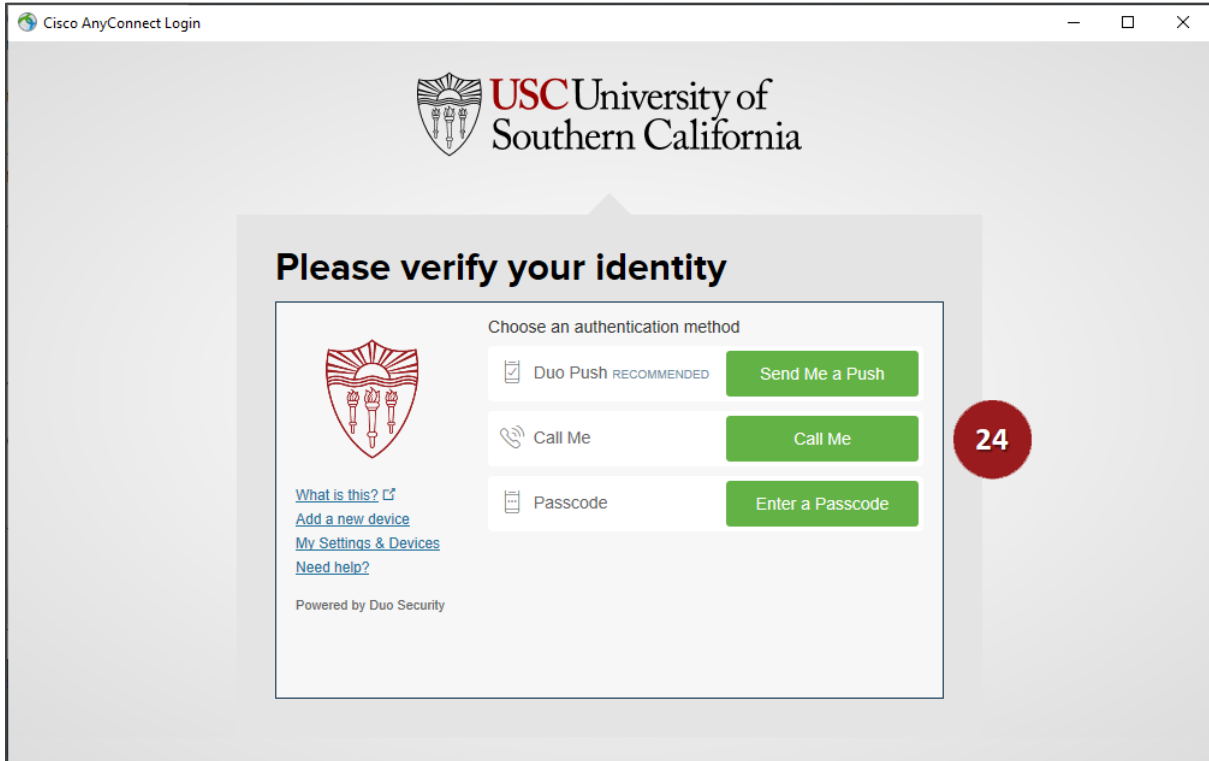 Cisco AnyConnect Login
USC University of
Southern California
Please verify your identity
Choose an authentication method
Duo Push RECOMMENDED
Send Me a Push
Call Me
Call Me
24
Passcode
Enter a Passcode
What is this?
Add a new device
My Settings & Devices
Need help?
Powered by Duo Security